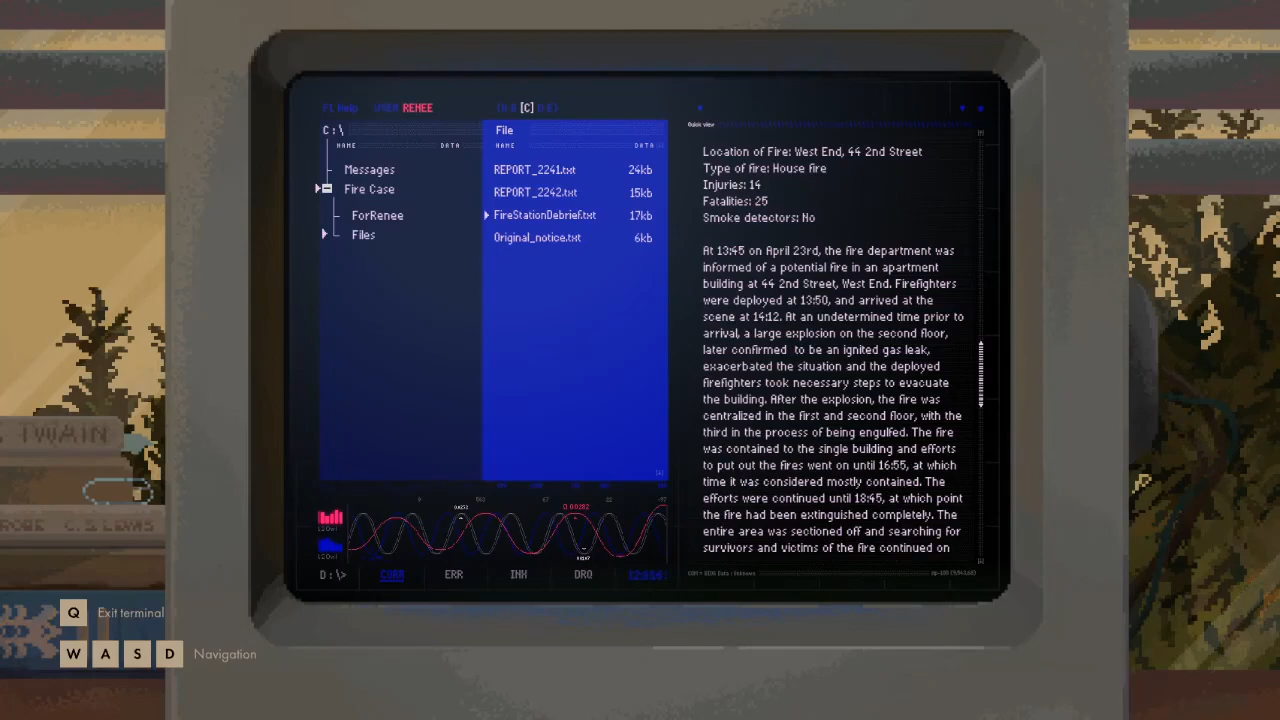 F1 Help USER RENEE [C]
C:\
NAME DATA
Messages
Fire Case
ForRenee
Files
File
NAME DATA
REPORT_2241.txt 24kb
REPORT_2242.txt 15kb
FireStationDebrief.txt 17kb
Original_notice.txt 6kb
Quick view
Location of Fire: West End, 44 2nd Street
Type of fire: House fire
Injuries: 14
Fatalities: 25
Smoke detectors: No
At 13:45 on April 23rd, the fire department was
informed of a potential fire in an apartment
building at 44 2nd Street, West End. Firefighters
were deployed at 13:50, and arrived at the
scene at 14:12. At an undetermined time prior to
arrival, a large explosion on the second floor,
later confirmed to be an ignited gas leak,
exacerbated the situation and the deployed
firefighters took necessary steps to evacuate
the building. After the explosion, the fire was
centralized in the first and second floor, with the
third in the process of being engulfed. The fire
was contained to the single building and efforts
to put out the fires went on until 16:55, at which
time it was considered mostly contained. The
efforts were continued until 18:45, at which point
the fire had been extinguished completely. The
entire area was sectioned off and searching for
survivors and victims of the fire continued on
D:\> CORR ERR INH DRQ
TWAIN
C. S. LEWIS
Q Exit terminal
W A S D Navigation